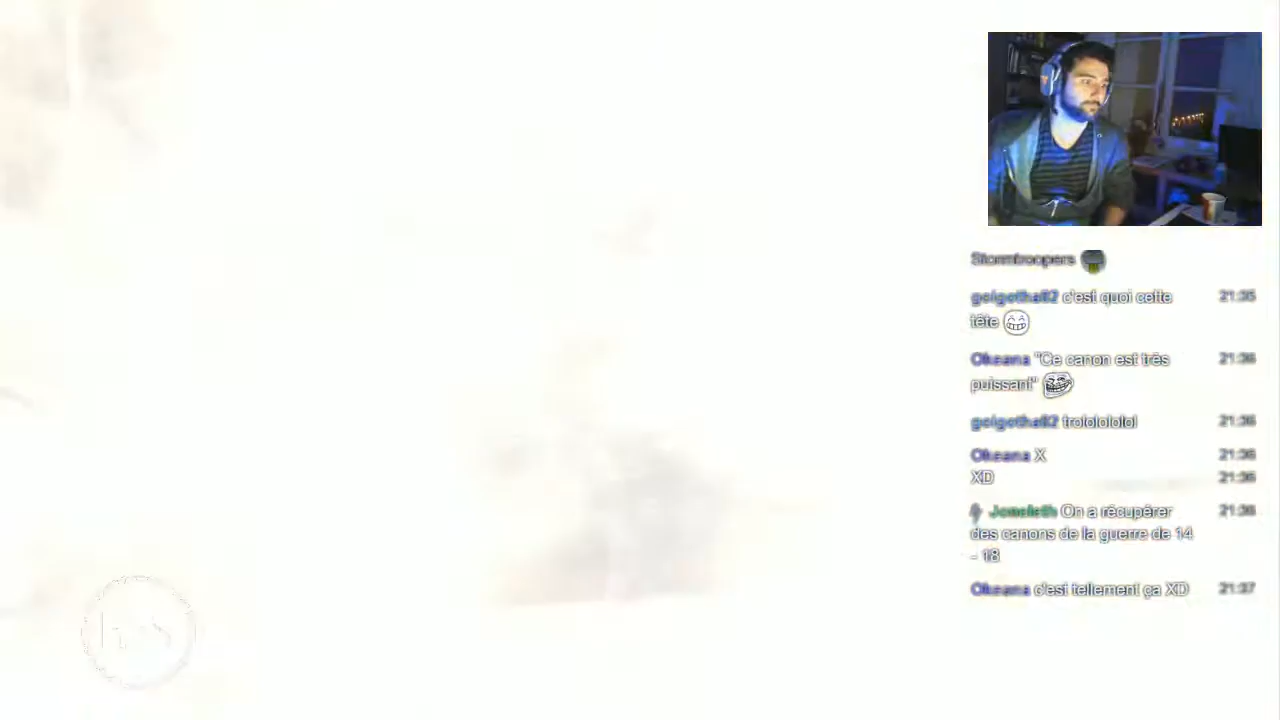 Stormtroopers
golgotha82 c'est quoi cette 21:35
tête
Okeana "Ce canon est très 21:36
puissant"
golgotha82 trolololololol 21:36
Okeana X 21:36
XD 21:36
Joneleth On a récupérer 21:36
des canons de la guerre de 14
- 18
Okeana c'est tellement ça XD 21:37